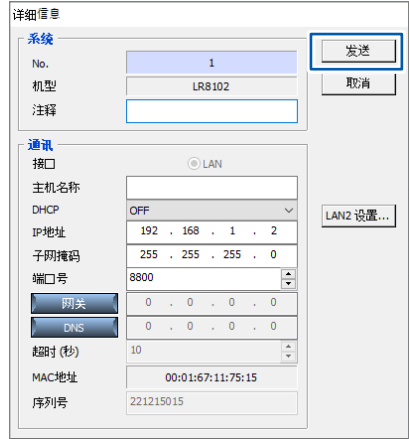 详细信息
系统
No. 1
机型 LR8102
注释
发送
取消
通讯
接口 LAN
主机名称
DHCP OFF
IP地址 192 . 168 . 1 . 2
子网掩码 255 . 255 . 255 . 0
端口号 8800
网关 0 . 0 . 0 . 0
DNS 0 . 0 . 0 . 0
超时(秒) 10
MAC地址 00:01:67:11:75:15
序列号 221215015
LAN2 设置...